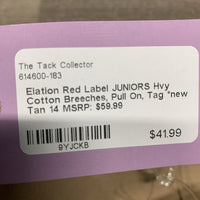 The Tack Collector
614600-183
Elation Red Label JUNIORS Hvy
Cotton Breeches, Pull On, Tag *new
Tan 14 MSRP: $59.99
9YJCKB
$41.99